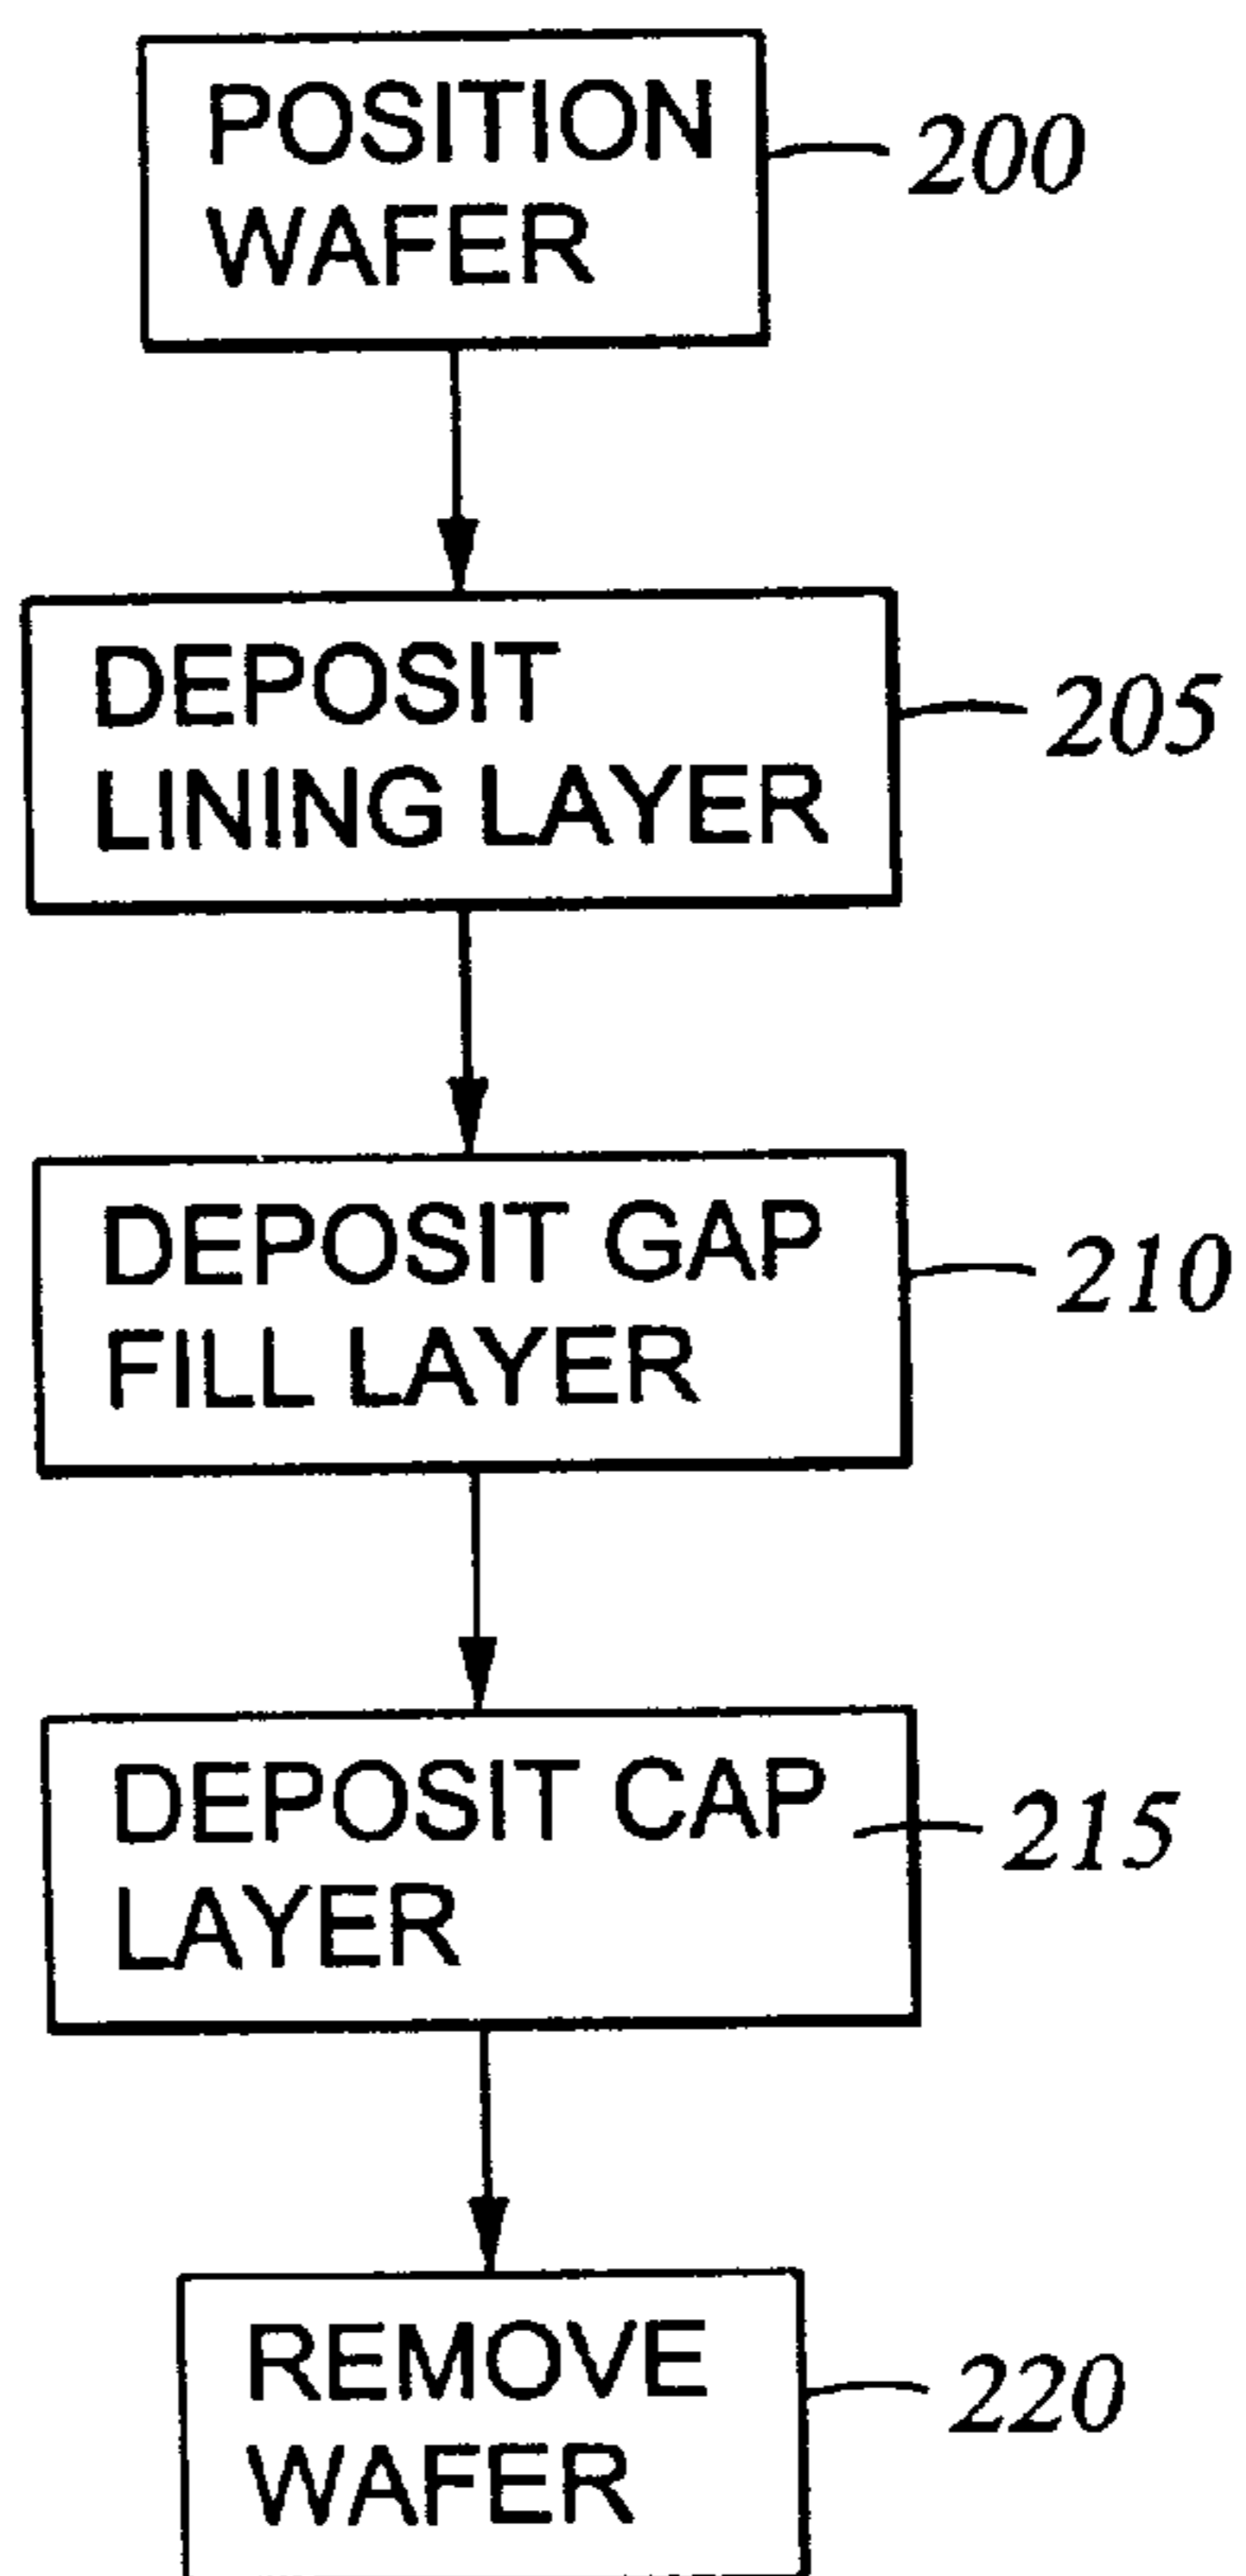 POSITION
WAFER
200
DEPOSIT
LINING LAYER
205
DEPOSIT GAP
FILL LAYER
210
DEPOSIT CAP
LAYER
215
REMOVE
WAFER
220